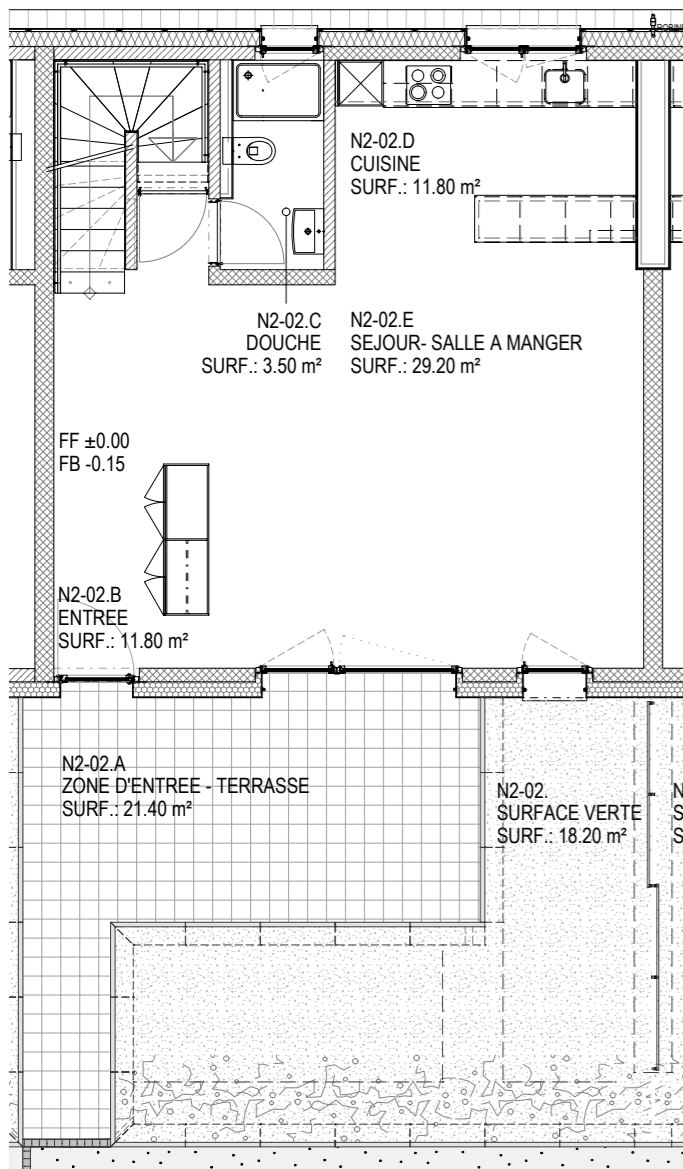 N2-02.D
CUISINE
SURF.: 11.80 m²
N2-02.C
DOUCHE
SURF.: 3.50 m²
N2-02.E
SEJOUR- SALLE A MANGER
SURF.: 29.20 m²
FF ±0.00
FB -0.15
N2-02.B
ENTREE
SURF.: 11.80 m²
N2-02.A
ZONE D'ENTREE - TERRASSE
SURF.: 21.40 m²
N2-02.
SURFACE VERTE
SURF.: 18.20 m²
N
S
S